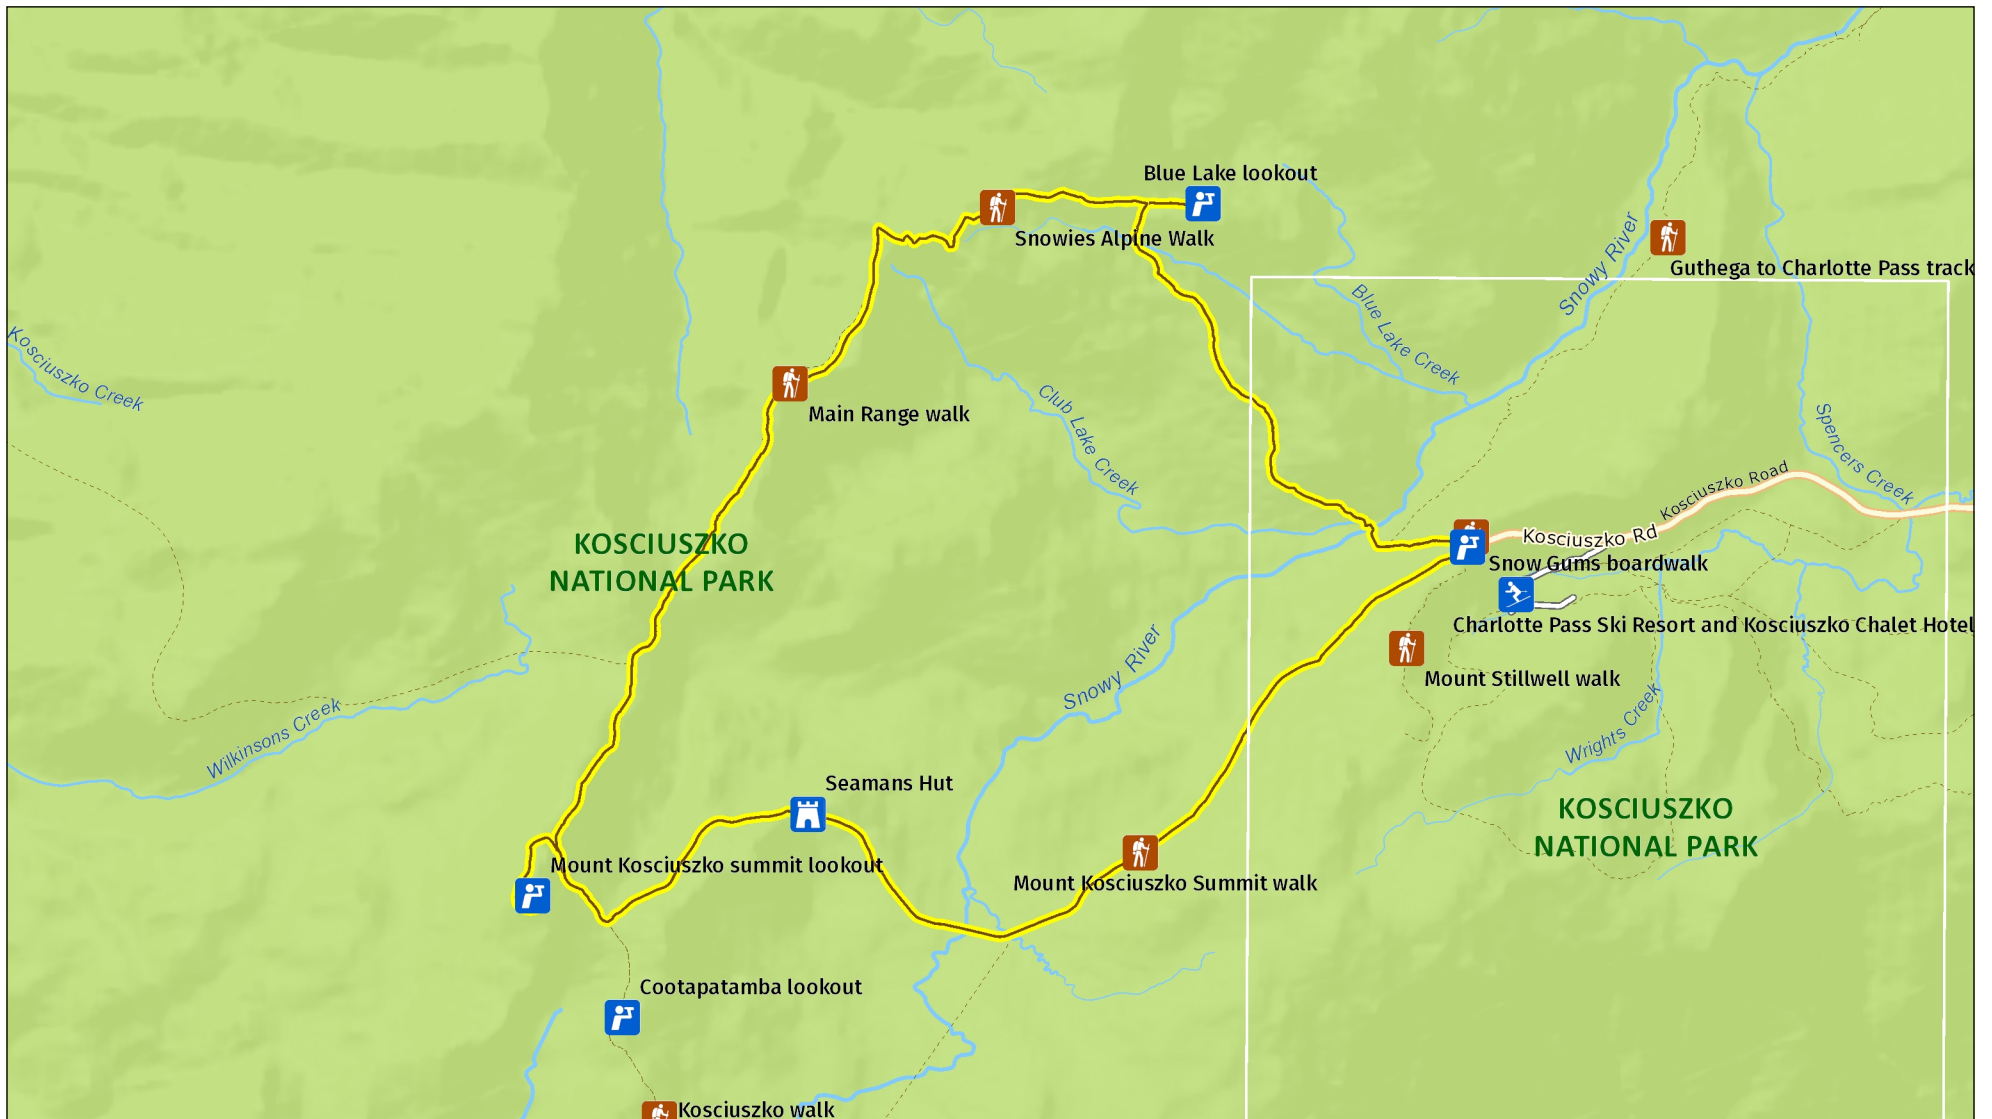 Blue Lake lookout
Snowies Alpine Walk
Snowy River
Guthega to Charlotte Pass track
Blue Lake Creek
Kosciuszko Creek
Main Range walk
Club Lake Creek
Spencers Creek
Kosciuszko Road
KOSCIUSZKO
NATIONAL PARK
Kosciuszko Rd
Snow Gums boardwalk
Charlotte Pass Ski Resort and Kosciuszko Chalet Hotel
Snowy River
Mount Stillwell walk
Wilkinsons Creek
Wrights Creek
Seamans Hut
KOSCIUSZKO
NATIONAL PARK
Mount Kosciuszko summit lookout
Mount Kosciuszko Summit walk
Cootapatamba lookout
Kosciuszko walk